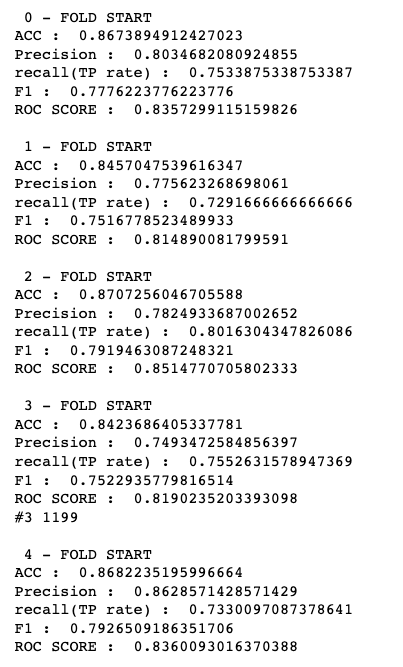 0 - FOLD START
ACC :  0.8673894912427023
Precision :  0.8034682080924855
recall(TP rate) :  0.7533875338753387
F1 :  0.7776223776223776
ROC SCORE :  0.8357299115159826
1 - FOLD START
ACC :  0.8457047539616347
Precision :  0.775623268698061
recall(TP rate) :  0.7291666666666666
F1 :  0.7516778523489933
ROC SCORE :  0.814890081799591
2 - FOLD START
ACC :  0.8707256046705588
Precision :  0.7824933687002652
recall(TP rate) :  0.8016304347826086
F1 :  0.7919463087248321
ROC SCORE :  0.8514770705802333
3 - FOLD START
ACC :  0.8423686405337781
Precision :  0.7493472584856397
recall(TP rate) :  0.7552631578947369
F1 :  0.7522935779816514
ROC SCORE :  0.8190235203393098
#3 1199
4 - FOLD START
ACC :  0.8682235195996664
Precision :  0.8628571428571429
recall(TP rate) :  0.7330097087378641
F1 :  0.7926509186351706
ROC SCORE :  0.8360093016370388